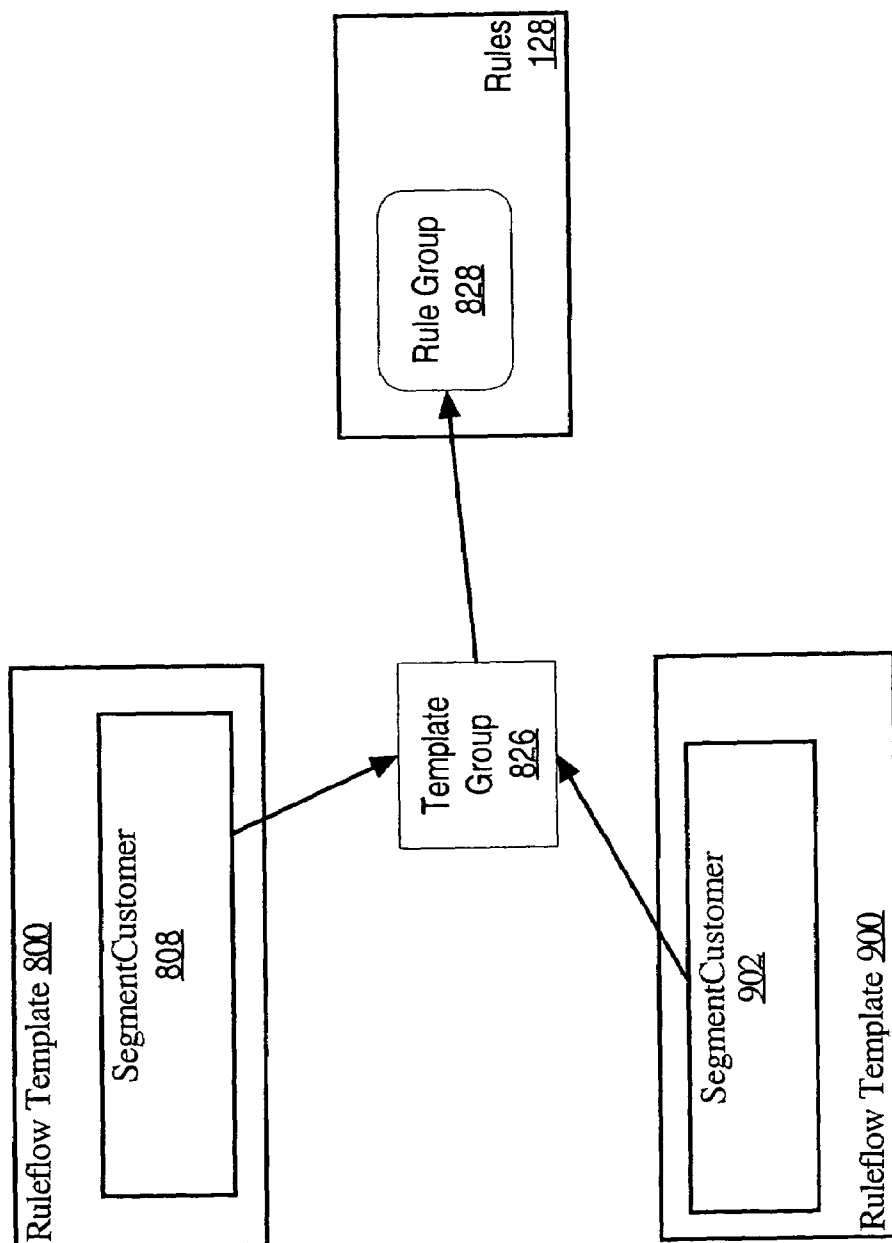 Ruleflow Template 800
SegmentCustomer
808
Template
Group
826
Rule Group
828
Rules
128
SegmentCustomer
902
Ruleflow Template 900